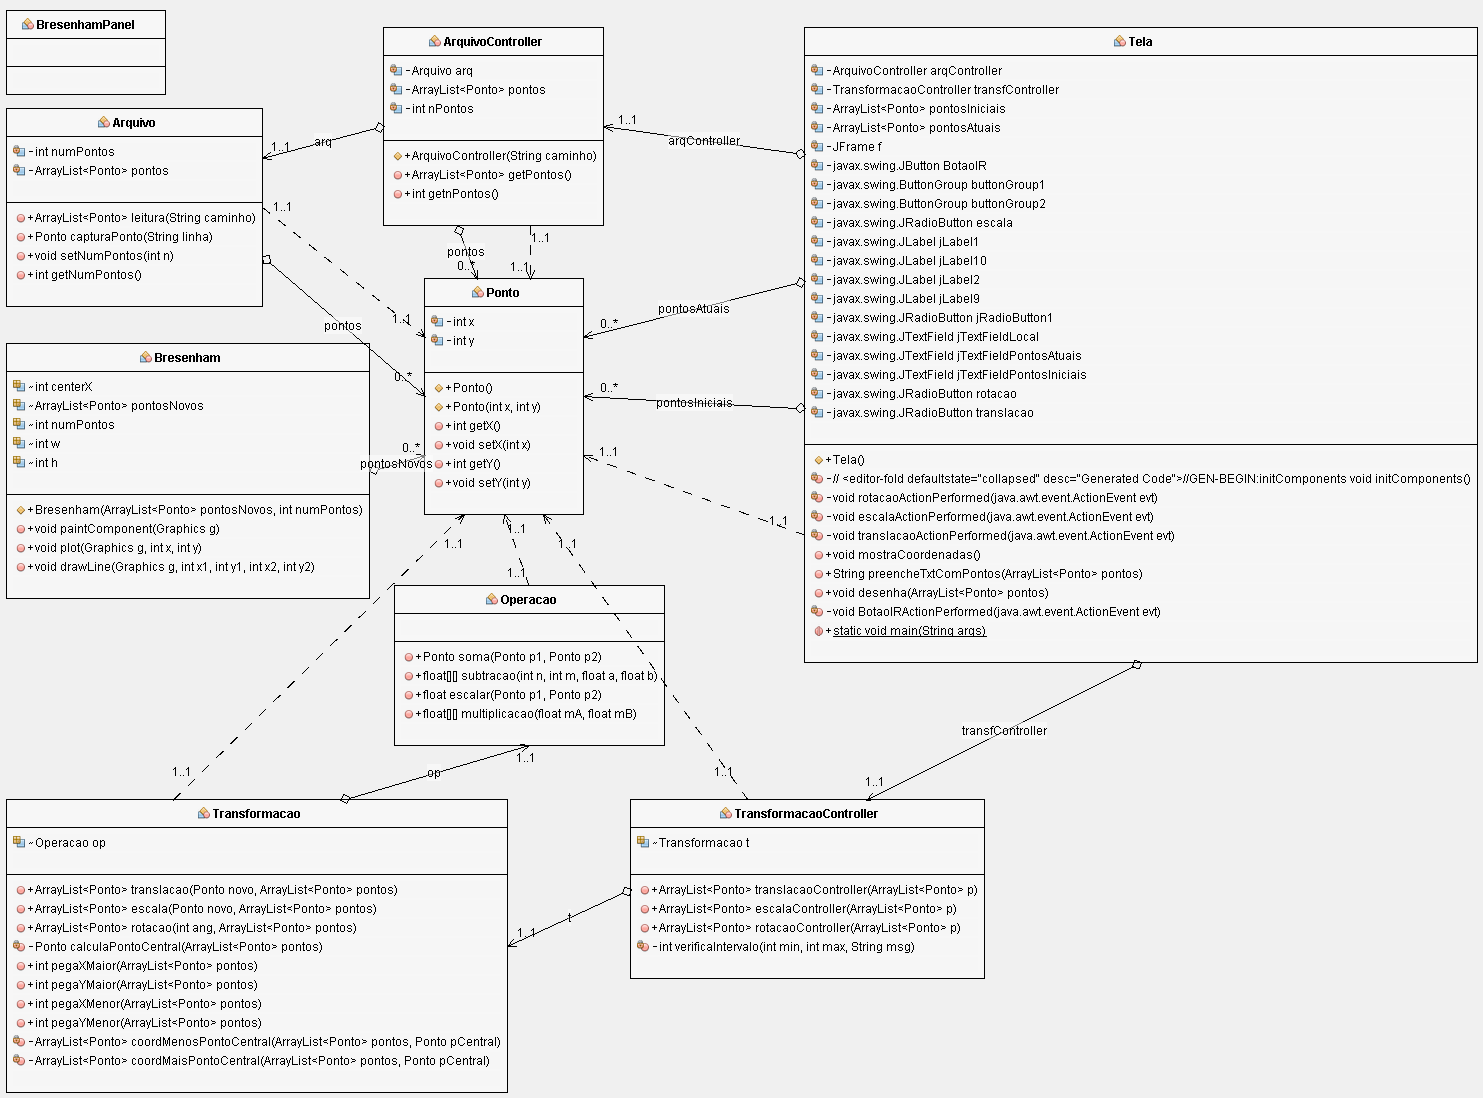 BresenhamPanel
Arquivo
-int numPontos
-ArrayList<Ponto> pontos
+ArrayList<Ponto> leitura(String caminho)
+Ponto capturaPonto(String linha)
+void setNumPontos(int n)
+int getNumPontos()
ArquivoController
-Arquivo arq
-ArrayList<Ponto> pontos
-int nPontos
+ArquivoController(String caminho)
+ArrayList<Ponto> getPontos()
+int getnPontos()
Tela
-ArquivoController arqController
-TransformacaoController transfController
-ArrayList<Ponto> pontosIniciais
-ArrayList<Ponto> pontosAtuais
-JFrame f
-javax.swing.JButton BotaoIR
-javax.swing.ButtonGroup buttonGroup1
-javax.swing.ButtonGroup buttonGroup2
-javax.swing.JRadioButton escala
-javax.swing.JLabel jLabel1
-javax.swing.JLabel jLabel10
-javax.swing.JLabel jLabel2
-javax.swing.JLabel jLabel9
-javax.swing.JRadioButton jRadioButton1
-javax.swing.JTextField jTextFieldLocal
-javax.swing.JTextField jTextFieldPontosAtuais
-javax.swing.JTextField jTextFieldPontosIniciais
-javax.swing.JRadioButton rotacao
-javax.swing.JRadioButton translacao
+Tela()
-// <editor-fold defaultstate="collapsed" desc="Generated Code">//GEN-BEGIN:initComponents void initComponents()
-void rotacaoActionPerformed(java.awt.event.ActionEvent evt)
-void escalaActionPerformed(java.awt.event.ActionEvent evt)
-void translacaoActionPerformed(java.awt.event.ActionEvent evt)
+void mostraCoordenadas()
+String preencheTxtComPontos(ArrayList<Ponto> pontos)
+void desenha(ArrayList<Ponto> pontos)
-void BotaoIRActionPerformed(java.awt.event.ActionEvent evt)
+static void main(String args)
1..1
arq
1..1
arqController
1..1
pontos
0..*
1..1
1..1
1..1
pontos
0..*
0..*
pontosAtuais
0..*
pontosIniciais
1..1
1..1
Ponto
-int x
-int y
+Ponto()
+Ponto(int x, int y)
+int getX()
+void setX(int x)
+int getY()
+void setY(int y)
Bresenham
~int centerX
~ArrayList<Ponto> pontosNovos
~int numPontos
~int w
~int h
+Bresenham(ArrayList<Ponto> pontosNovos, int numPontos)
+void paintComponent(Graphics g)
+void plot(Graphics g, int x, int y)
+void drawLine(Graphics g, int x1, int y1, int x2, int y2)
0..*
pontosNovos
1..1
1..1
1..1
1..1
Operacao
+Ponto soma(Ponto p1, Ponto p2)
+float[][] subtracao(int n, int m, float a, float b)
+float escalar(Ponto p1, Ponto p2)
+float[][] multiplicacao(float mA, float mB)
1..1
op
1..1
1..1
transfController
1..1
Transformacao
~Operacao op
+ArrayList<Ponto> translacao(Ponto novo, ArrayList<Ponto> pontos)
+ArrayList<Ponto> escala(Ponto novo, ArrayList<Ponto> pontos)
+ArrayList<Ponto> rotacao(int ang, ArrayList<Ponto> pontos)
-Ponto calculaPontoCentral(ArrayList<Ponto> pontos)
+int pegaXMaior(ArrayList<Ponto> pontos)
+int pegaYMaior(ArrayList<Ponto> pontos)
+int pegaXMenor(ArrayList<Ponto> pontos)
+int pegaYMenor(ArrayList<Ponto> pontos)
-ArrayList<Ponto> coordMenosPontoCentral(ArrayList<Ponto> pontos, Ponto pCentral)
-ArrayList<Ponto> coordMaisPontoCentral(ArrayList<Ponto> pontos, Ponto pCentral)
t
1..1
TransformacaoController
~Transformacao t
+ArrayList<Ponto> translacaoController(ArrayList<Ponto> p)
+ArrayList<Ponto> escalaController(ArrayList<Ponto> p)
+ArrayList<Ponto> rotacaoController(ArrayList<Ponto> p)
-int verificaIntervalo(int min, int max, String msg)